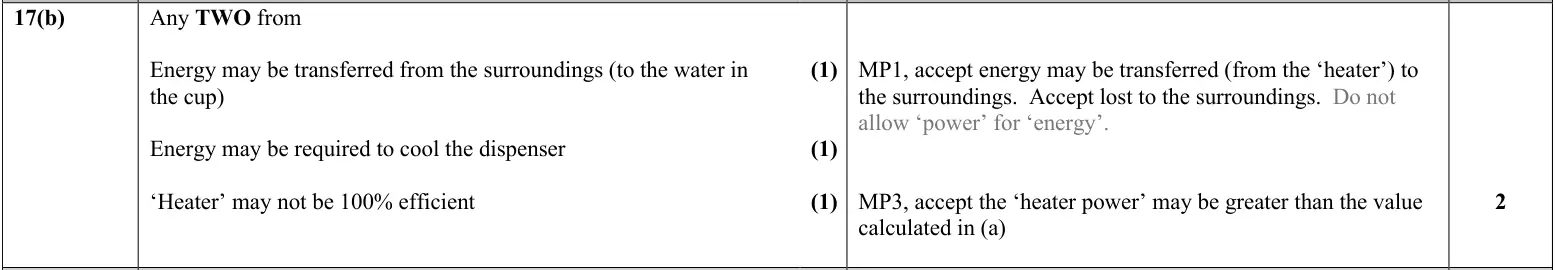 17(b)
Any TWO from
Energy may be transferred from the surroundings (to the water in
the cup)
(1)
MP1, accept energy may be transferred (from the ‘heater’) to
the surroundings.  Accept lost to the surroundings.  Do not
allow ‘power’ for ‘energy’.
Energy may be required to cool the dispenser
(1)
‘Heater’ may not be 100% efficient
(1)
MP3, accept the ‘heater power’ may be greater than the value
calculated in (a)
2